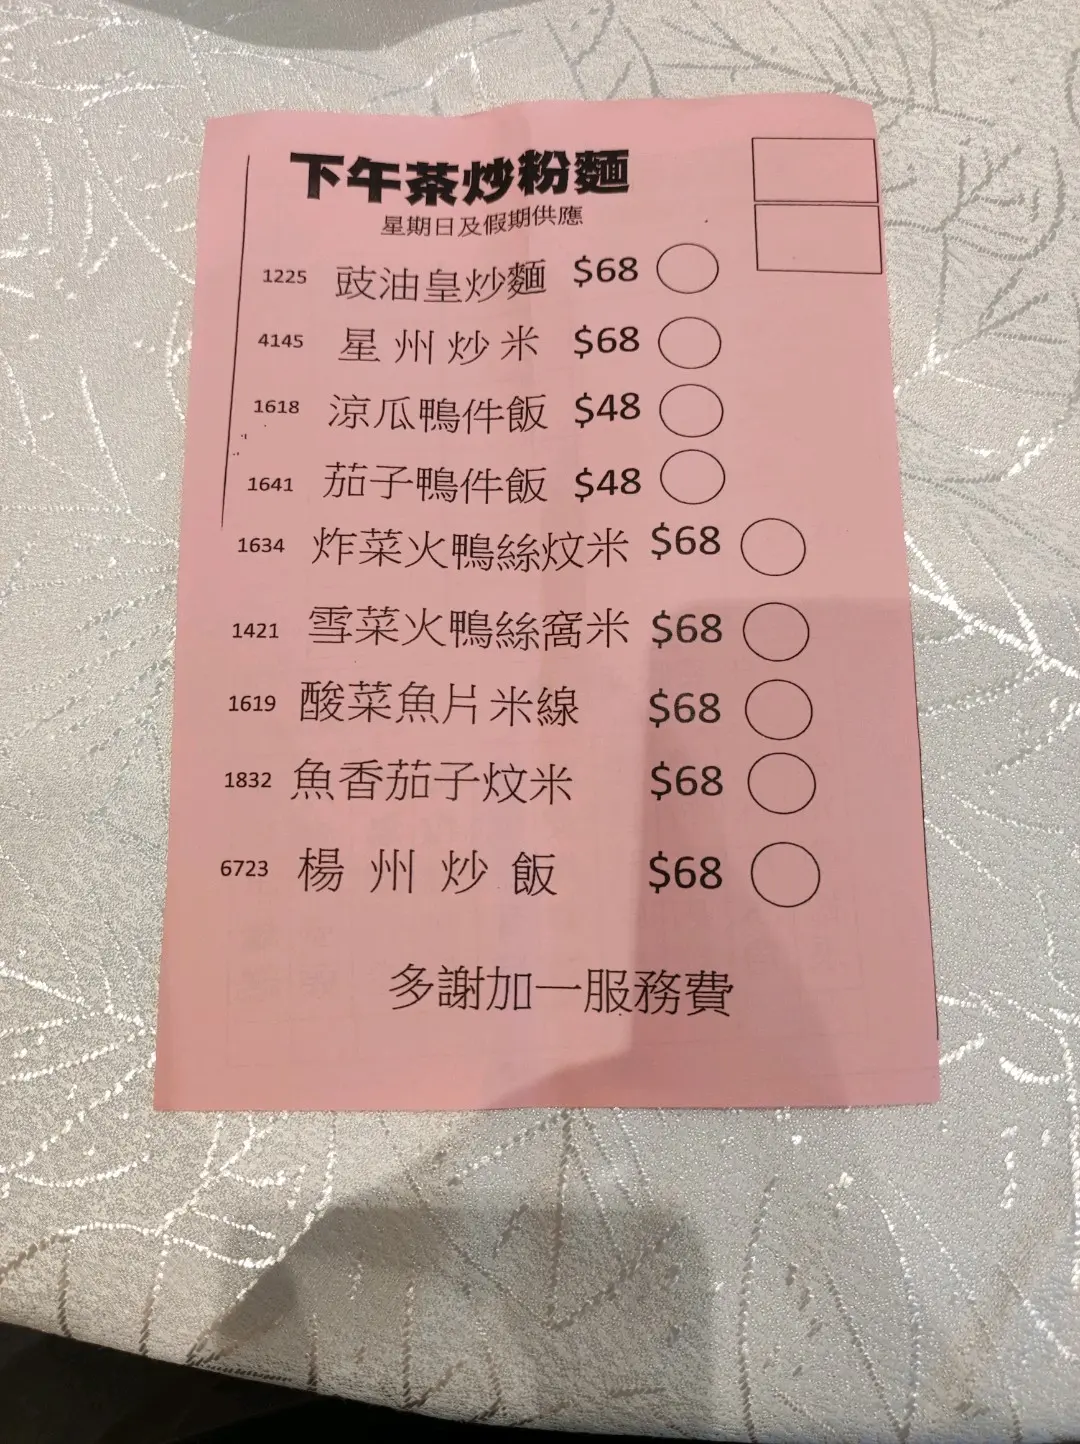 下午茶炒粉麵
星期日及假期供應
1225 豉油皇炒麵 $68
4145 星州炒米 $68
1618 涼瓜鴨件飯 $48
1641 茄子鴨件飯 $48
1634 炸菜火鴨絲炆米 $68
1421 雪菜火鴨絲窩米 $68
1619 酸菜魚片米線 $68
1832 魚香茄子炆米 $68
6723 楊州炒飯 $68
多謝加一服務費